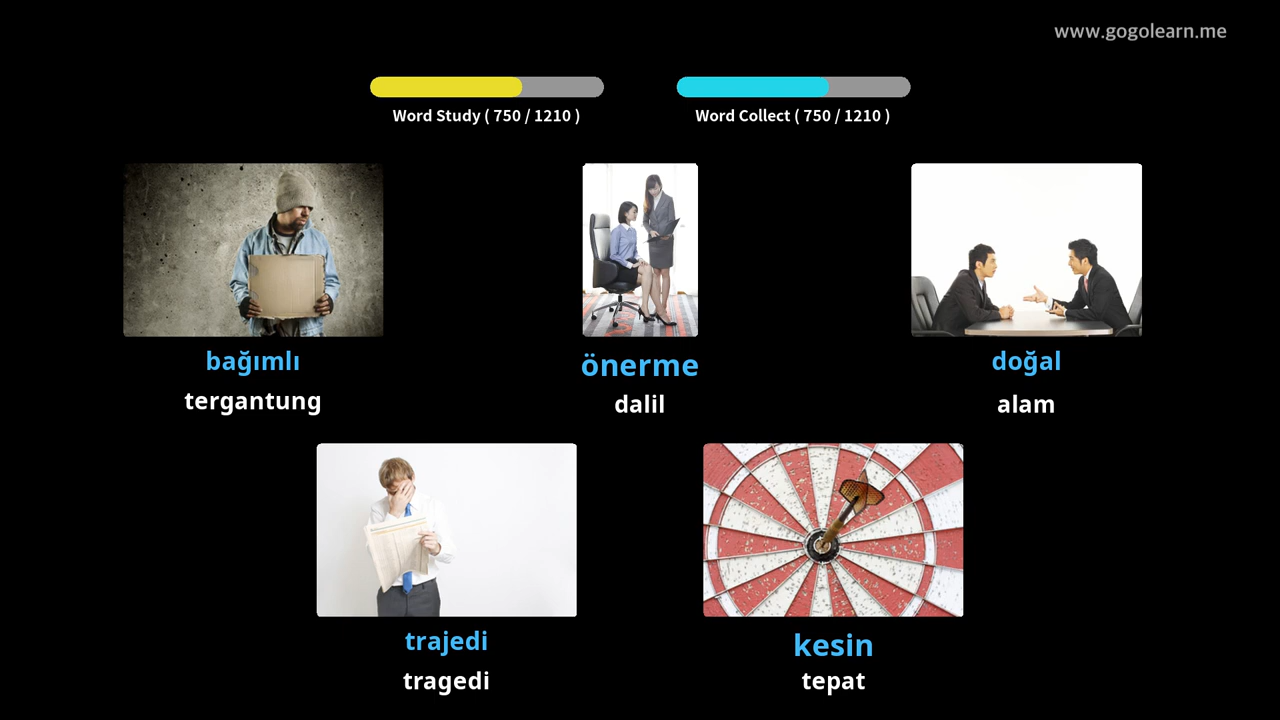 www.gogolearn.me
Word Study ( 750 / 1210 )
Word Collect ( 750 / 1210 )
bağımlı
tergantung
önerme
dalil
doğal
alam
trajedi
tragedi
kesin
tepat